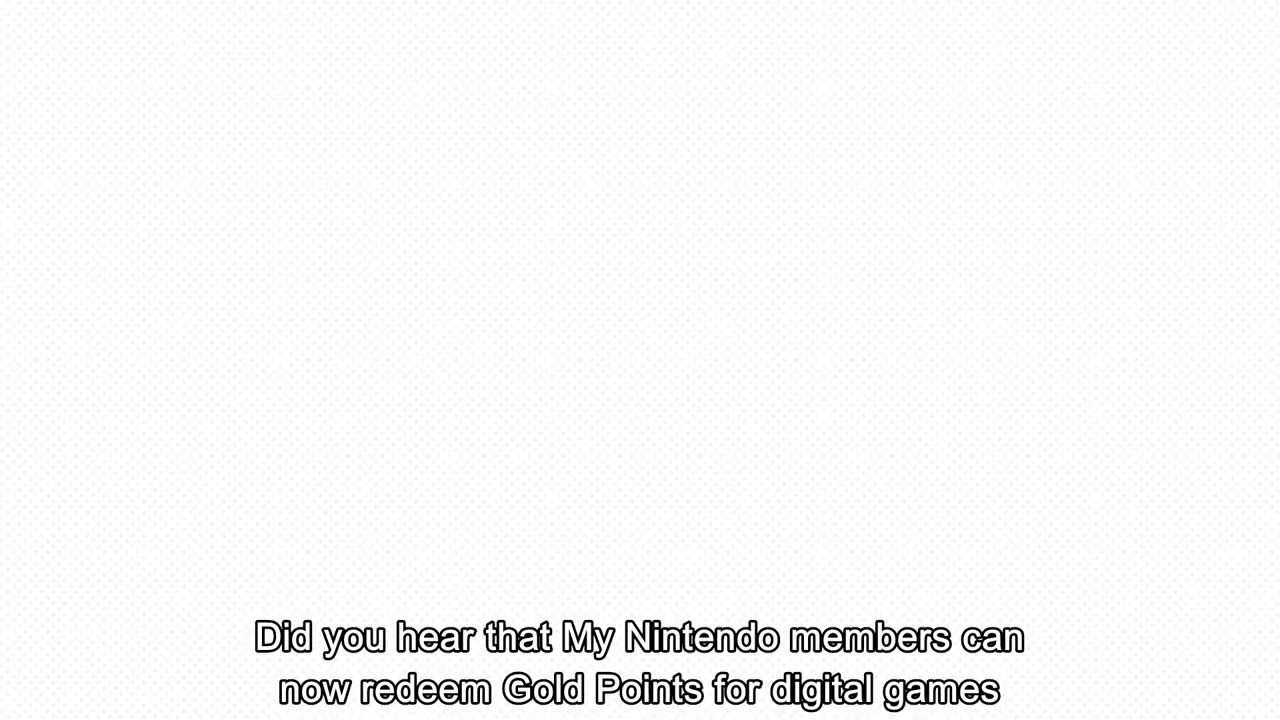 Did you hear that My Nintendo members can
now redeem Gold Points for digital games